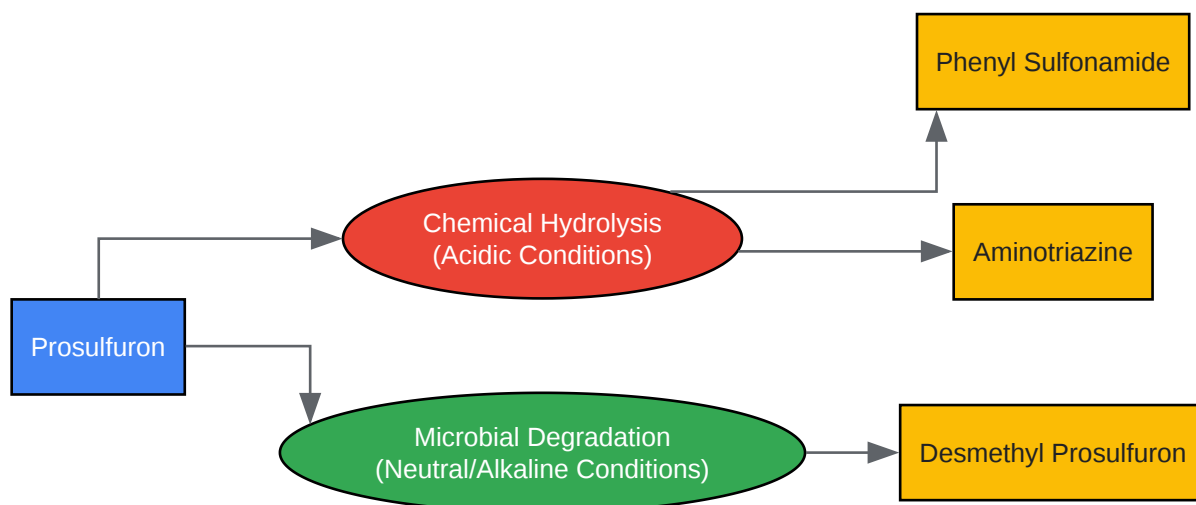 Phenyl Sulfonamide
Chemical Hydrolysis
(Acidic Conditions)
Aminotriazine
Prosulfuron
Microbial Degradation
(Neutral/Alkaline Conditions)
Desmethyl Prosulfuron